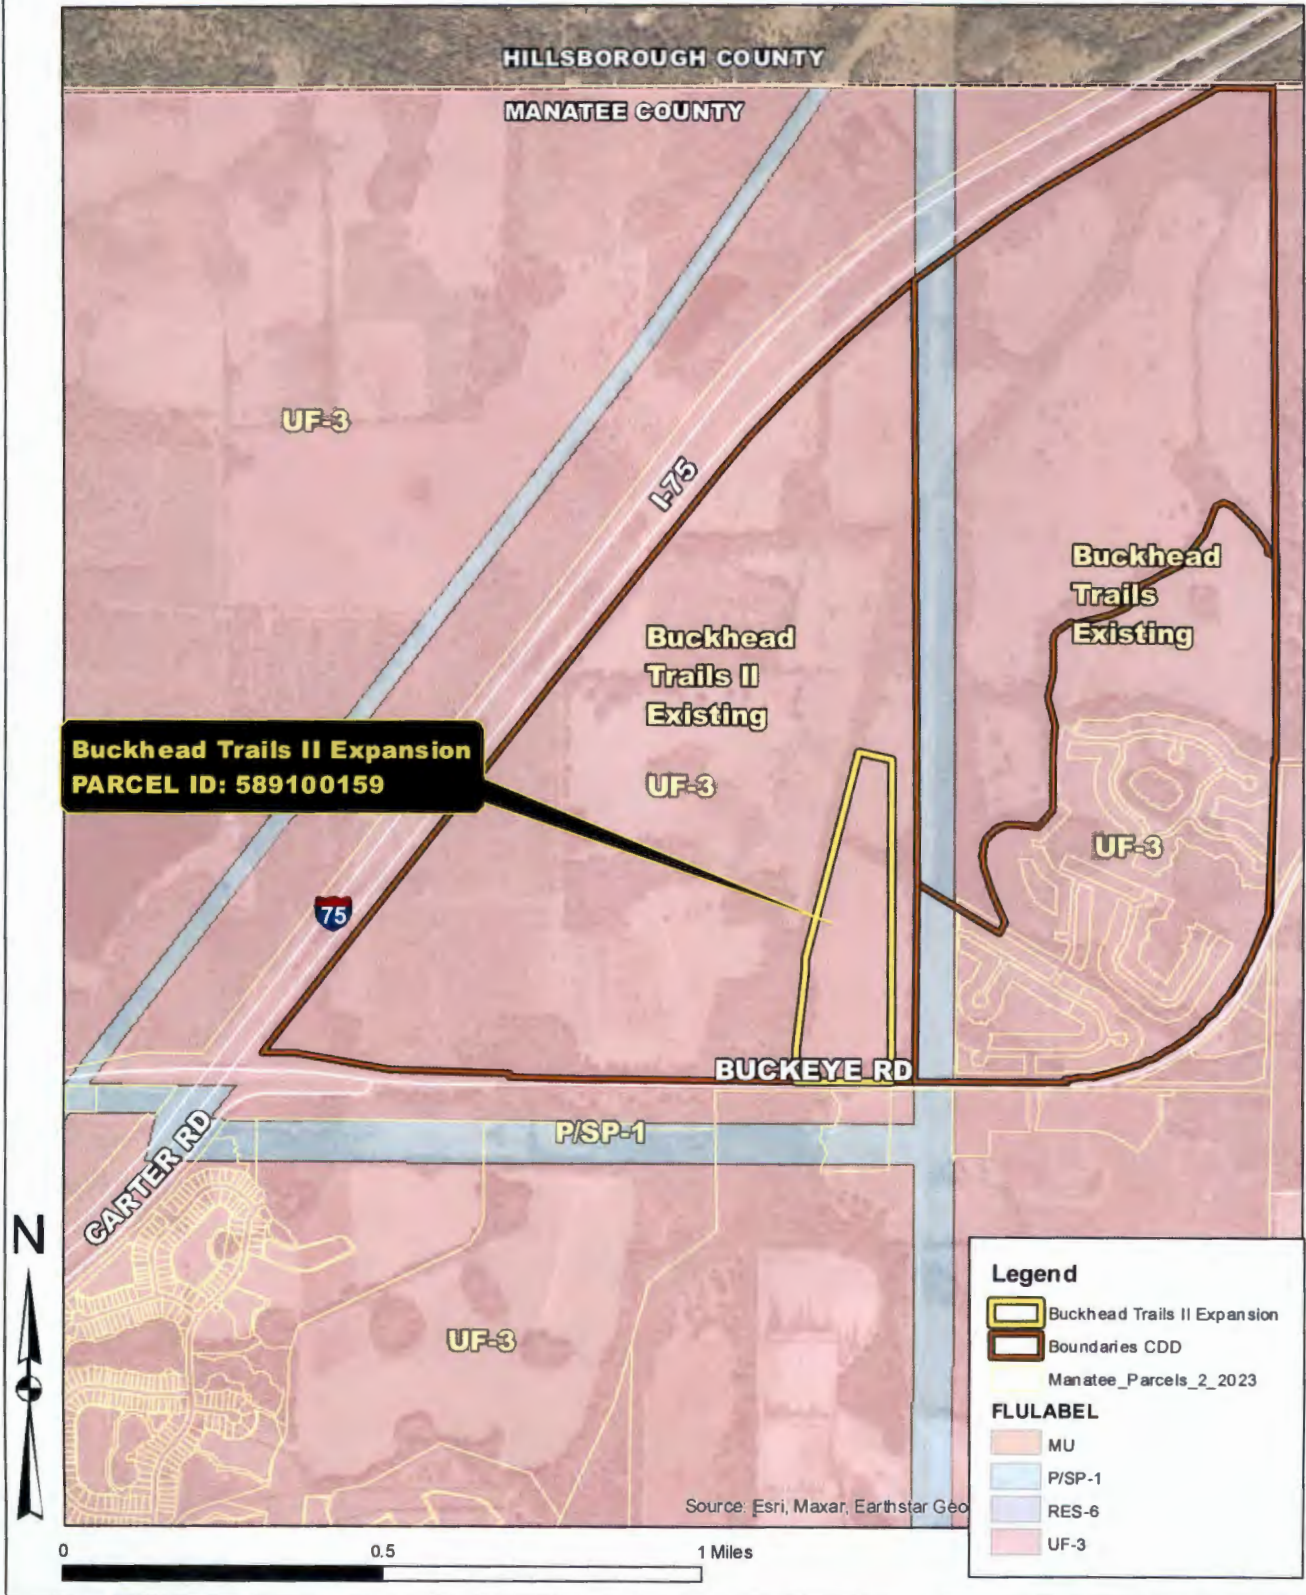 HILLSBOROUGH COUNTY
MANATEE COUNTY
UF-3
I-75
Buckhead
Trails
Existing
Buckhead
Trails II
Existing
Buckhead Trails II Expansion
PARCEL ID: 589100159
UF-3
UF-3
75
BUCKEYE RD
P/SP-1
CARTER RD
N
UF-3
Legend
Buckhead Trails II Expansion
Boundaries CDD
Manatee_Parcels_2_2023
FLULABEL
MU
P/SP-1
RES-6
UF-3
Source: Esri, Maxar, Earthstar Geo
0 0.5 1 Miles